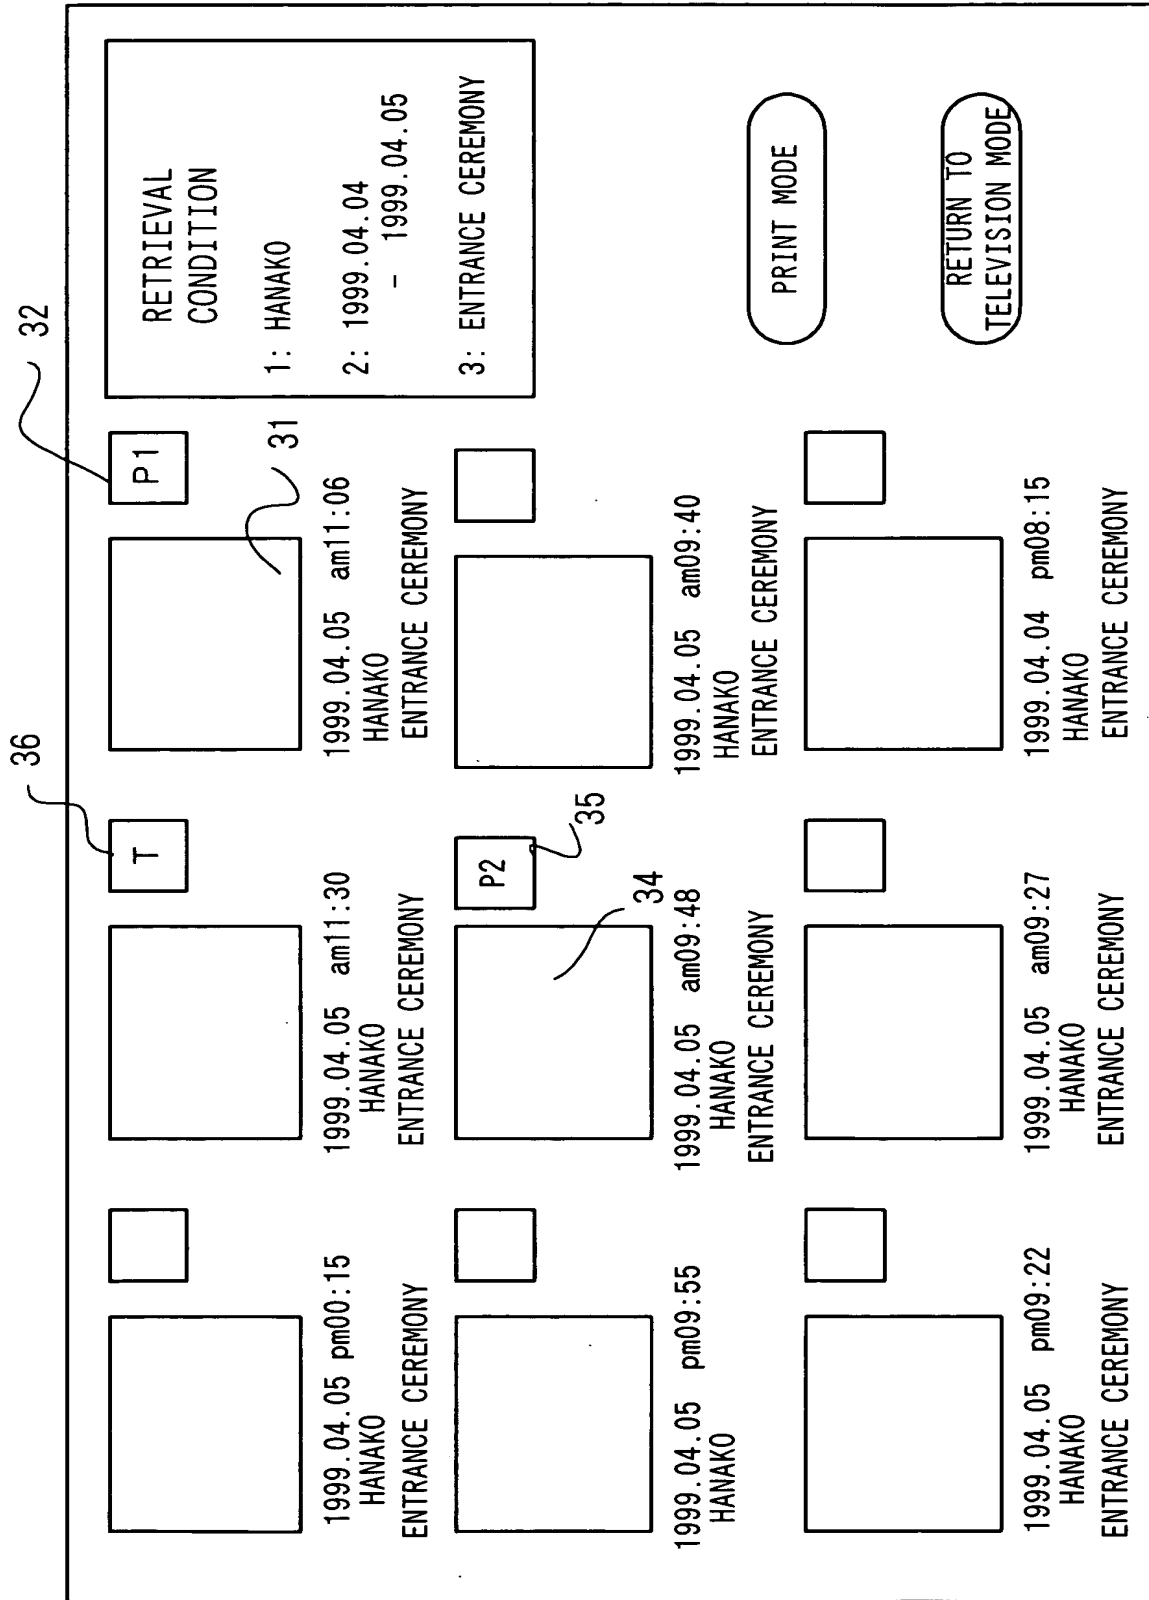 36
32
T
P1
31
1999.04.05 pm00:15
HANAKO
ENTRANCE CEREMONY
1999.04.05 am11:30
HANAKO
ENTRANCE CEREMONY
1999.04.05 am11:06
HANAKO
ENTRANCE CEREMONY
RETRIEVAL
CONDITION
1: HANAKO
2: 1999.04.04
- 1999.04.05
3: ENTRANCE CEREMONY
P2
35
34
1999.04.05 pm09:55
HANAKO
1999.04.05 am09:48
HANAKO
ENTRANCE CEREMONY
1999.04.05 am09:40
HANAKO
ENTRANCE CEREMONY
PRINT MODE
1999.04.05 pm09:22
HANAKO
ENTRANCE CEREMONY
1999.04.05 am09:27
HANAKO
ENTRANCE CEREMONY
1999.04.04 pm08:15
HANAKO
ENTRANCE CEREMONY
RETURN TO
TELEVISION MODE